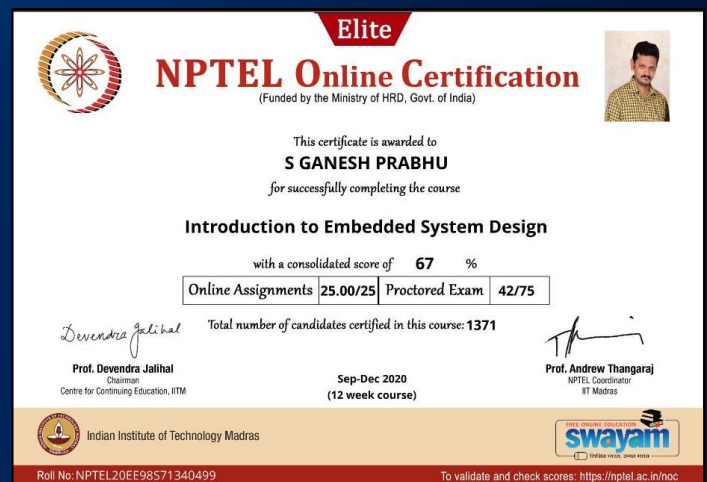 Elite
NPTEL Online Certification
(Funded by the Ministry of HRD, Govt. of India)
This certificate is awarded to
S GANESH PRABHU
for successfully completing the course
Introduction to Embedded System Design
with a consolidated score of 67 %
Online Assignments 25.00/25 Proctored Exam 42/75
Total number of candidates certified in this course: 1371
Devendra Jalihal
Prof. Devendra Jalihal
Chairman
Centre for Continuing Education, IITM
Sep-Dec 2020
(12 week course)
Prof. Andrew Thangaraj
NPTEL Coordinator
IIT Madras
Indian Institute of Technology Madras
FREE ONLINE EDUCATION
swayam
शिक्षित भारत, उन्नत भारत
Roll No: NPTEL20EE98S71340499
To validate and check scores: https://nptel.ac.in/noc